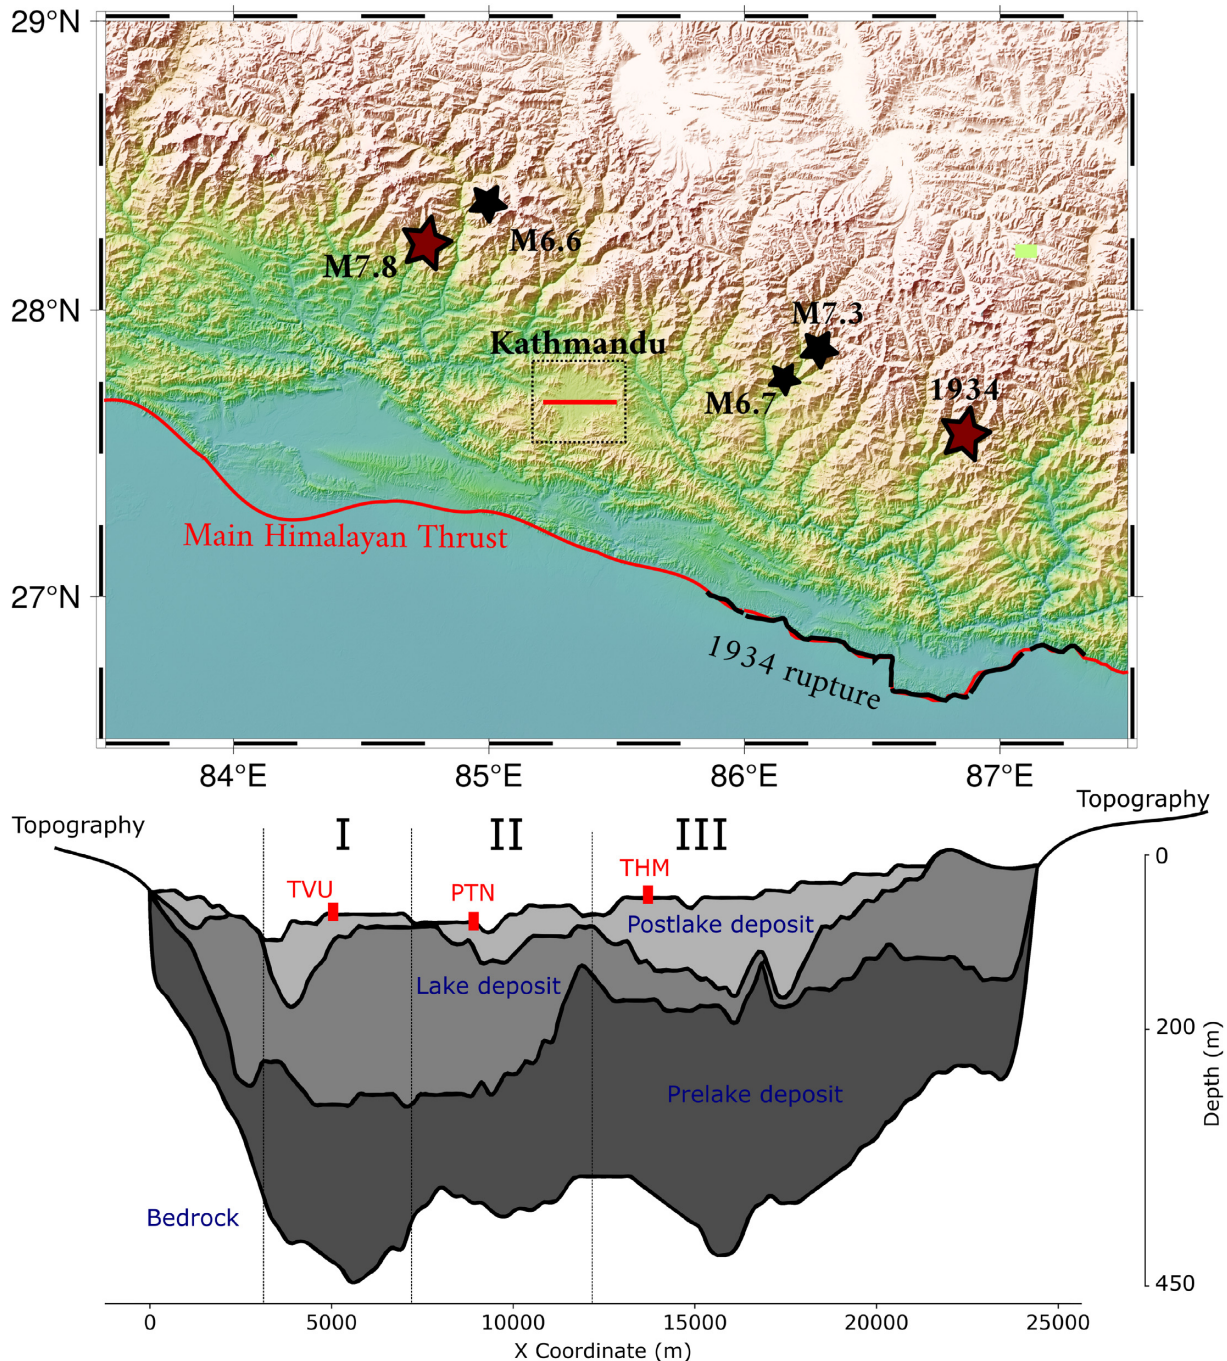 29°N
M6.6
M7.8
28°N
M7.3
Kathmandu
1934
M6.7
Main Himalayan Thrust
27°N
1934 rupture
84°E
85°E
86°E
87°E
Topography
Topography
I
II
III
0
THM
TVU
PTN
Postlake deposit
Lake deposit
200
Depth (m)
Prelake deposit
Bedrock
450
0
5000
10000
15000
20000
25000
X Coordinate (m)